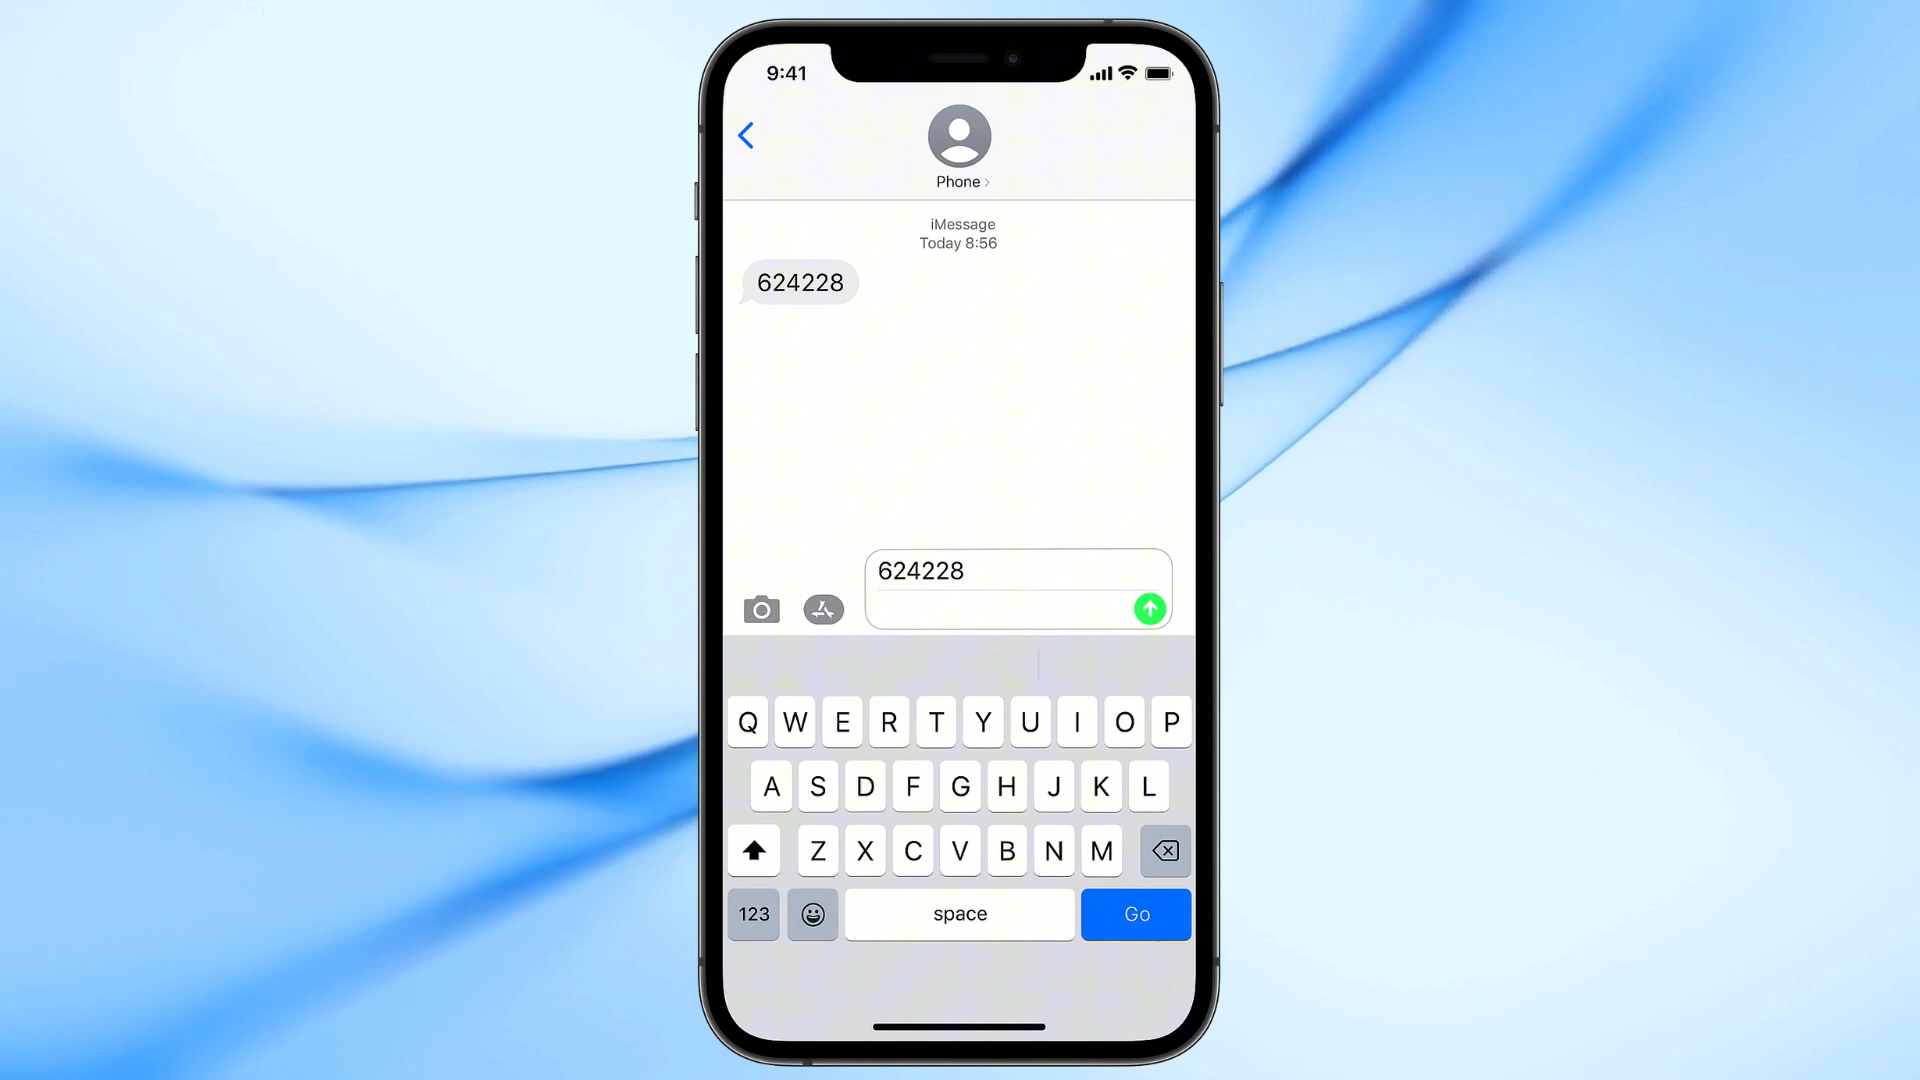 9:41
Phone
iMessage
Today 8:56
624228
624228
Q W E R T Y U I O P
A S D F G H J K L
Z X C V B N M
123 space Go